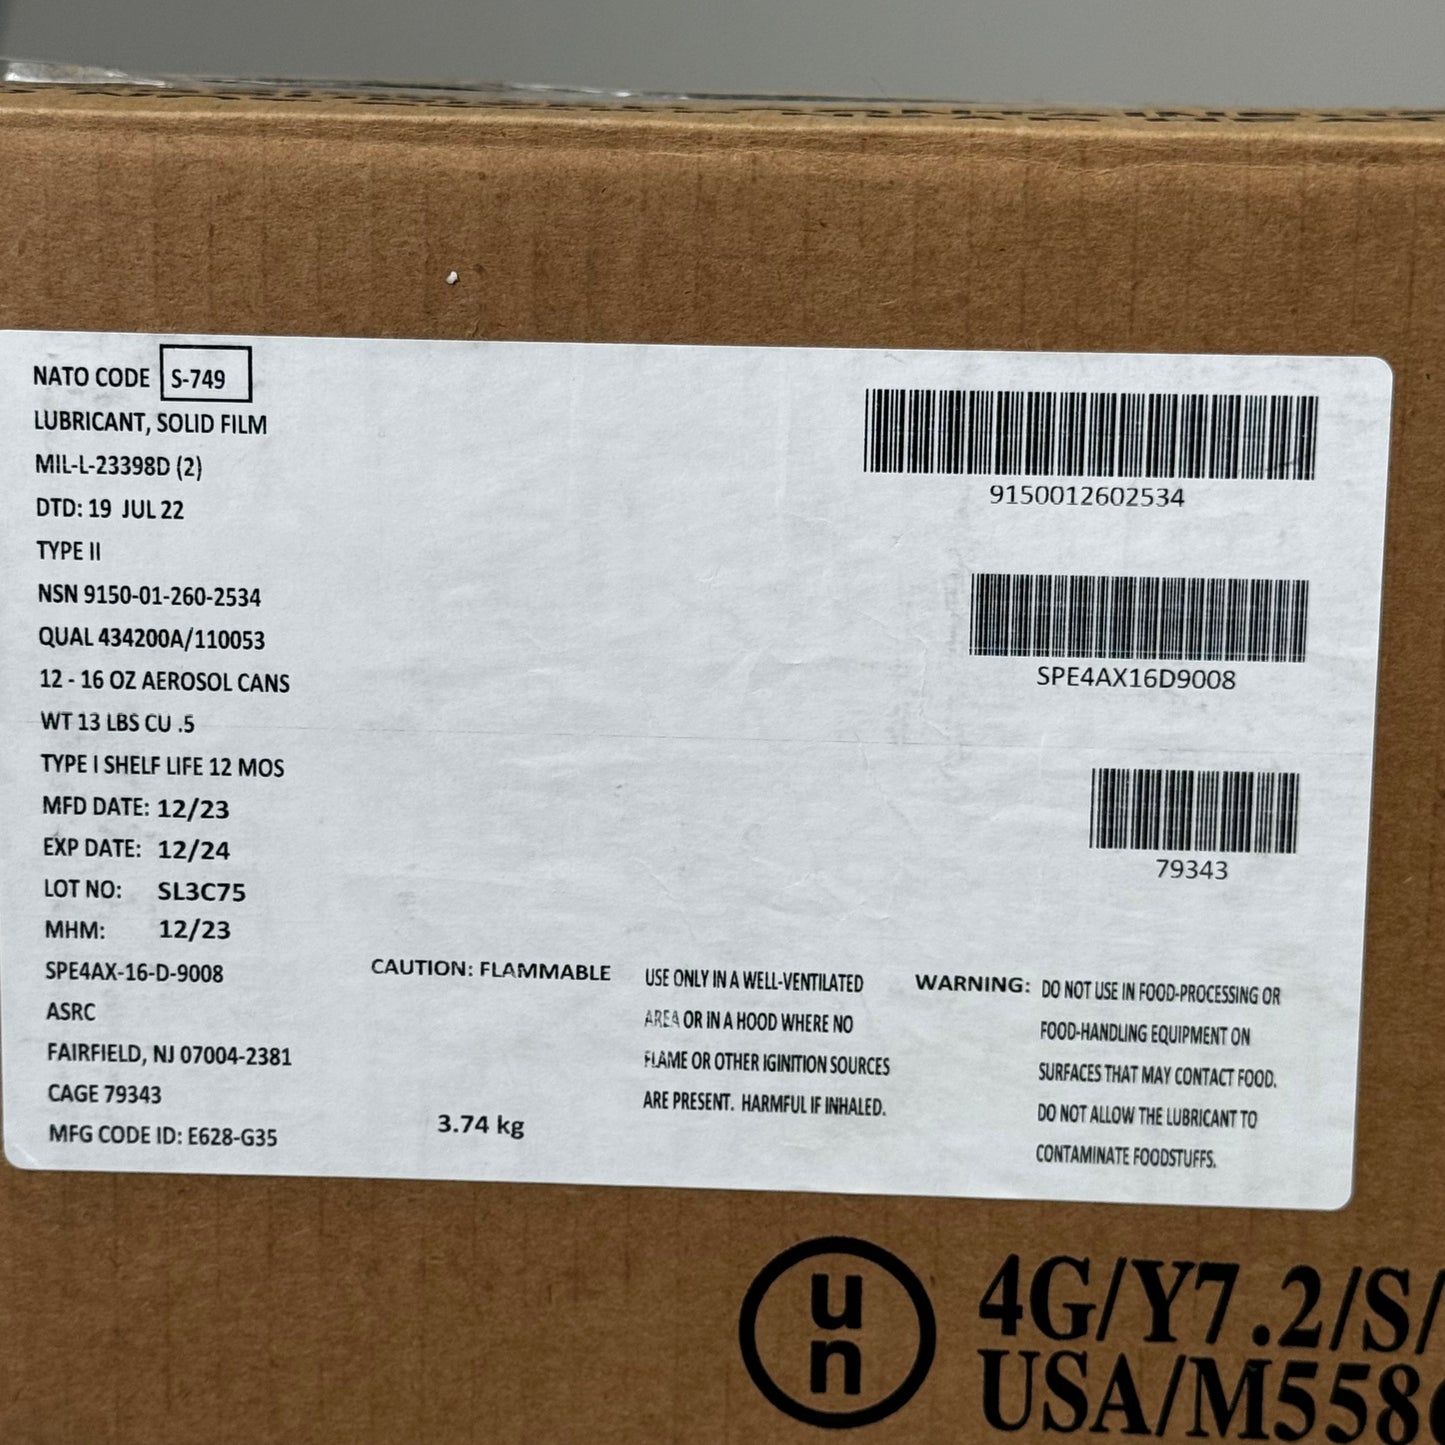 NATO CODE S-749
LUBRICANT, SOLID FILM
MIL-L-23398D (2)
DTD: 19 JUL 22
TYPE II
NSN 9150-01-260-2534
QUAL 434200A/110053
12 - 16 OZ AEROSOL CANS
WT 13 LBS CU .5
TYPE I SHELF LIFE 12 MOS
MFD DATE: 12/23
EXP DATE: 12/24
LOT NO: SL3C75
MHM: 12/23
SPE4AX-16-D-9008
ASRC
FAIRFIELD, NJ 07004-2381
CAGE 79343
MFG CODE ID: E628-G35
9150012602534
SPE4AX16D9008
79343
CAUTION: FLAMMABLE
3.74 kg
USE ONLY IN A WELL-VENTILATED
AREA OR IN A HOOD WHERE NO
FLAME OR OTHER IGINITION SOURCES
ARE PRESENT. HARMFUL IF INHALED.
WARNING: DO NOT USE IN FOOD-PROCESSING OR
FOOD-HANDLING EQUIPMENT ON
SURFACES THAT MAY CONTACT FOOD.
DO NOT ALLOW THE LUBRICANT TO
CONTAMINATE FOODSTUFFS.
un
4G/Y7.2/S/
USA/M558